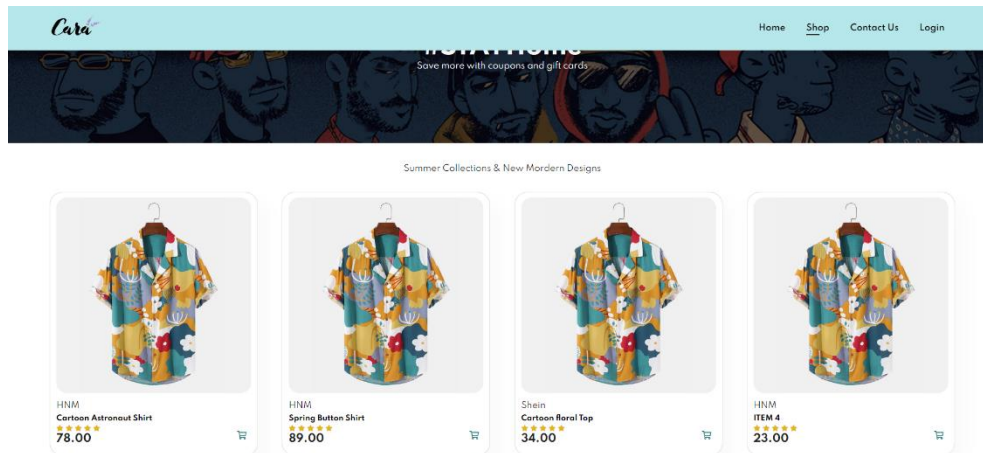 Cara
Home Shop Contact Us Login
Save more with coupons and gift cards
Summer Collections & New Mordern Designs
HNM
Cartoon Astronaut Shirt
78.00
HNM
Spring Button Shirt
89.00
Shein
Cartoon floral Top
34.00
HNM
ITEM 4
23.00